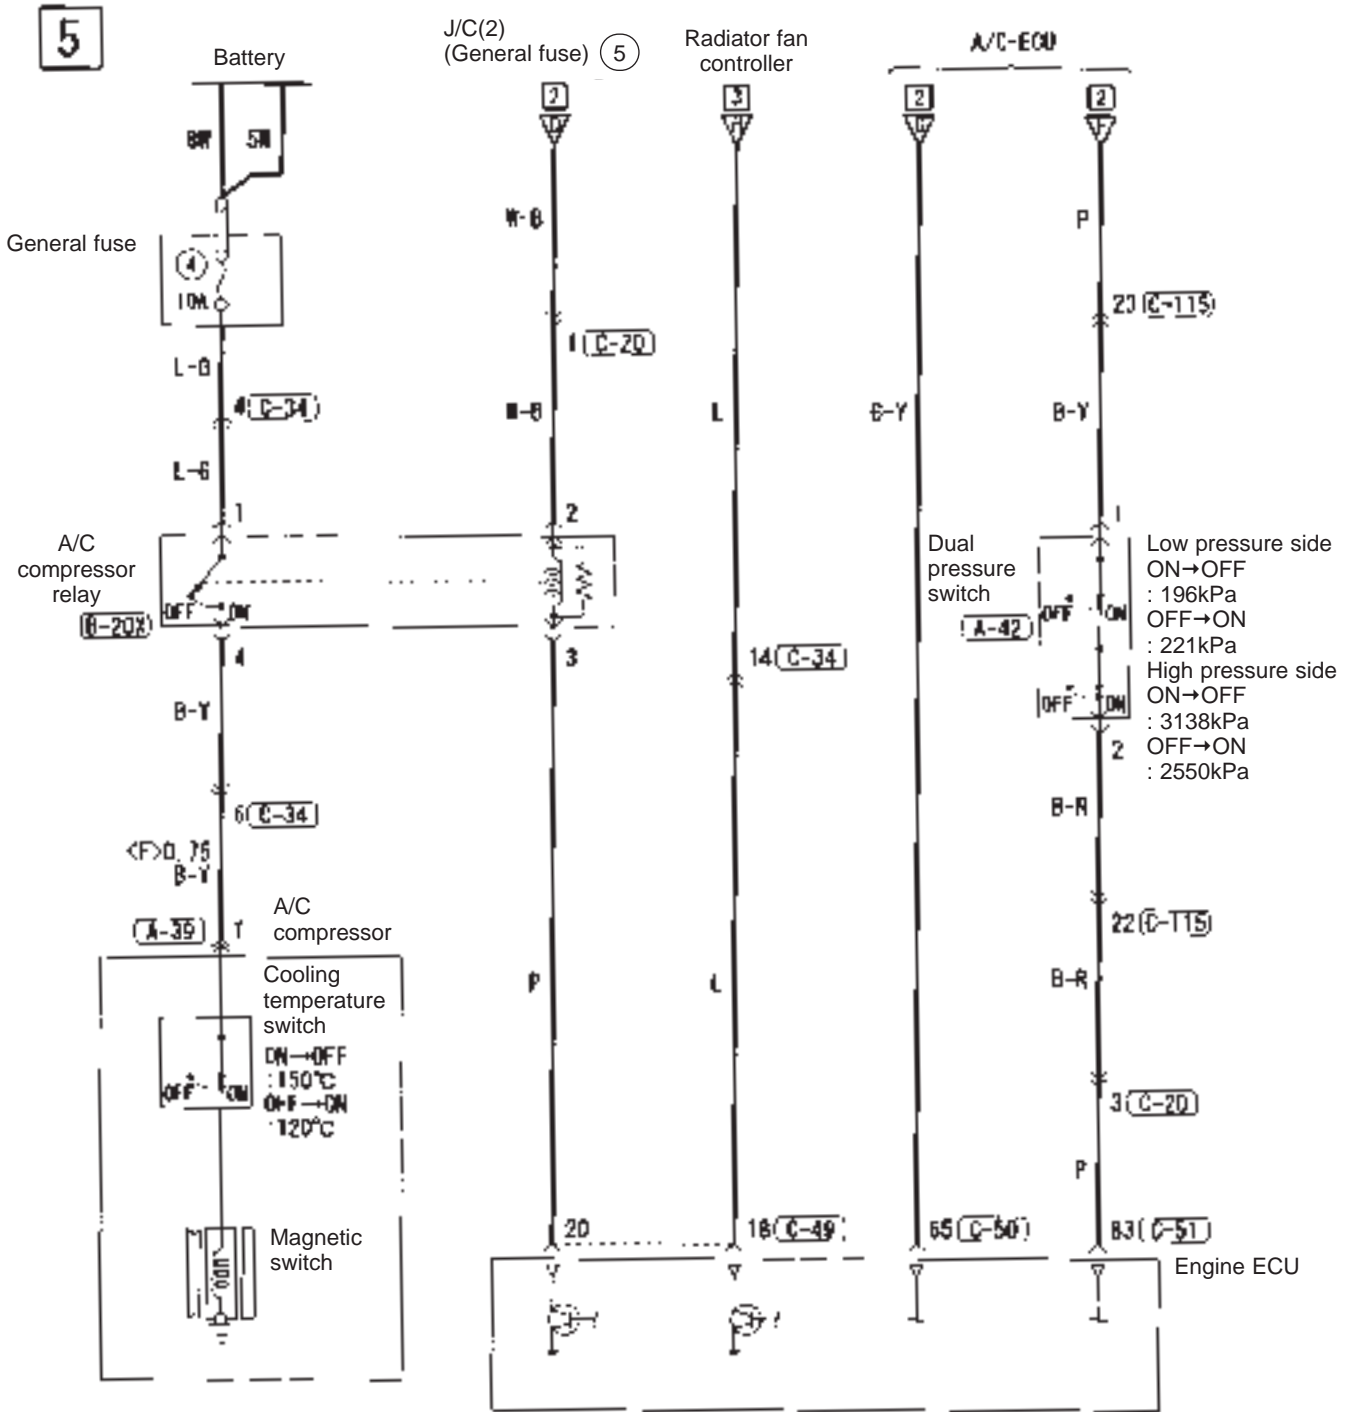 5
Battery
J/C(2)
(General fuse) 5
Radiator fan
controller
A/C-ECU
2
3
2
2
8W
5W
General fuse
4
10A
L-G
4 C-34
L-G
W-B
1 C-20
W-B
L
G-Y
P
20 C-115
B-Y
1
2
1
A/C
compressor
relay
B-20X
OFF
ON
4
3
14 C-34
Dual
pressure
switch
A-42
OFF
ON
OFF
ON
2
Low pressure side
ON→OFF
: 196kPa
OFF→ON
: 221kPa
High pressure side
ON→OFF
: 3138kPa
OFF→ON
: 2550kPa
B-Y
6 C-34
<F>0.75
B-Y
A-39
1
A/C
compressor
Cooling
temperature
switch
ON→OFF
:150°C
OFF→ON
:120°C
OFF
ON
P
L
B-R
22 C-115
B-R
3 C-20
P
Magnetic
switch
20
18 C-49
65 C-50
83 C-51
Engine ECU